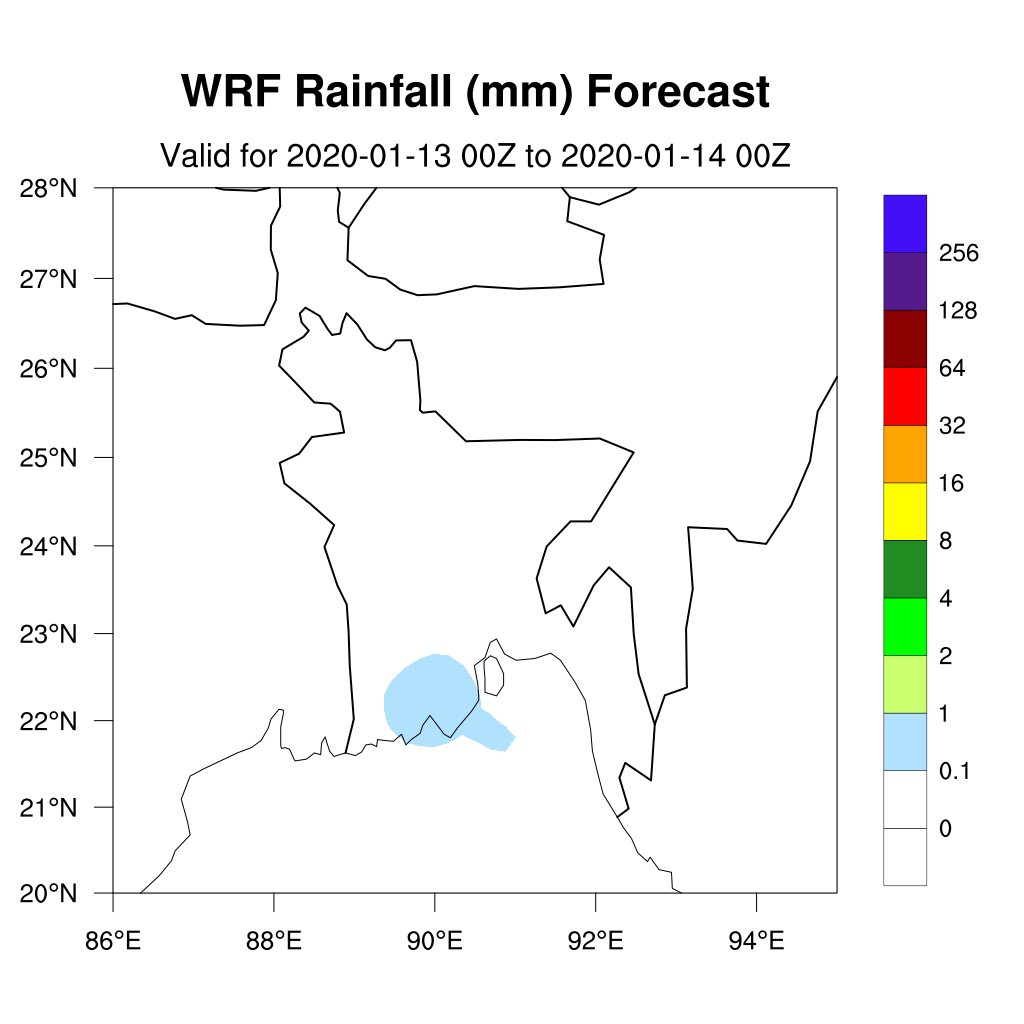 WRF Rainfall (mm) Forecast
Valid for 2020-01-13 00Z to 2020-01-14 00Z
28°N
27°N
26°N
25°N
24°N
23°N
22°N
21°N
20°N
86°E 88°E 90°E 92°E 94°E
256
128
64
32
16
8
4
2
1
0.1
0